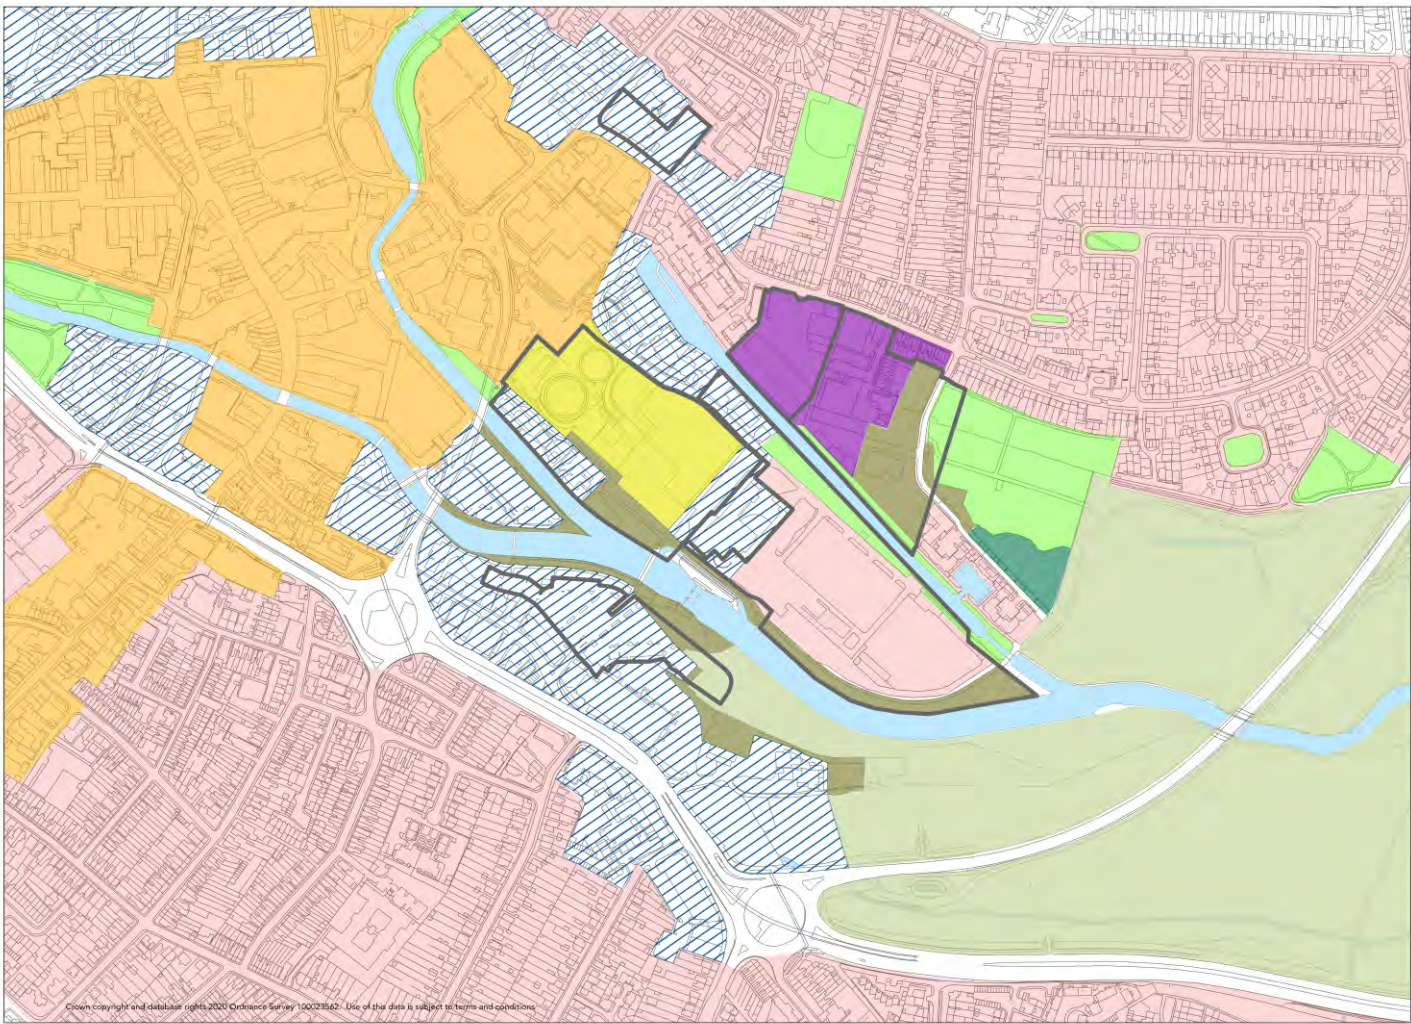 Crown copyright and database rights 2020 Ordnance Survey 100023562. Use of this data is subject to terms and conditions